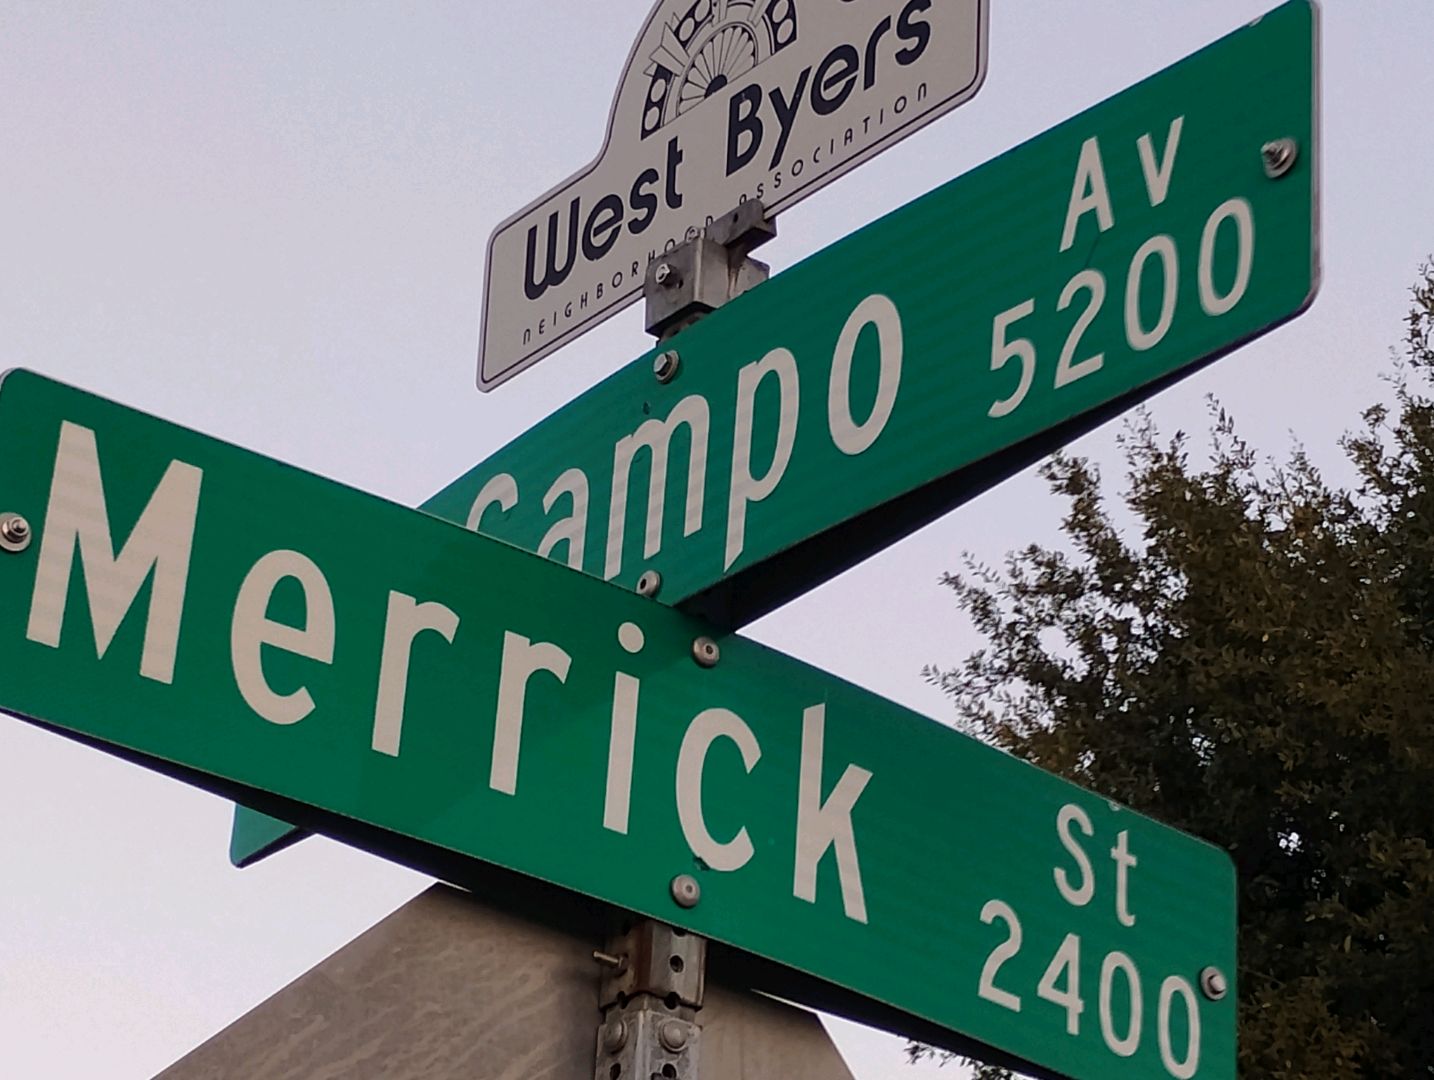 West Byers
NEIGHBORHOOD ASSOCIATION
Campo Av
5200
Merrick St
2400